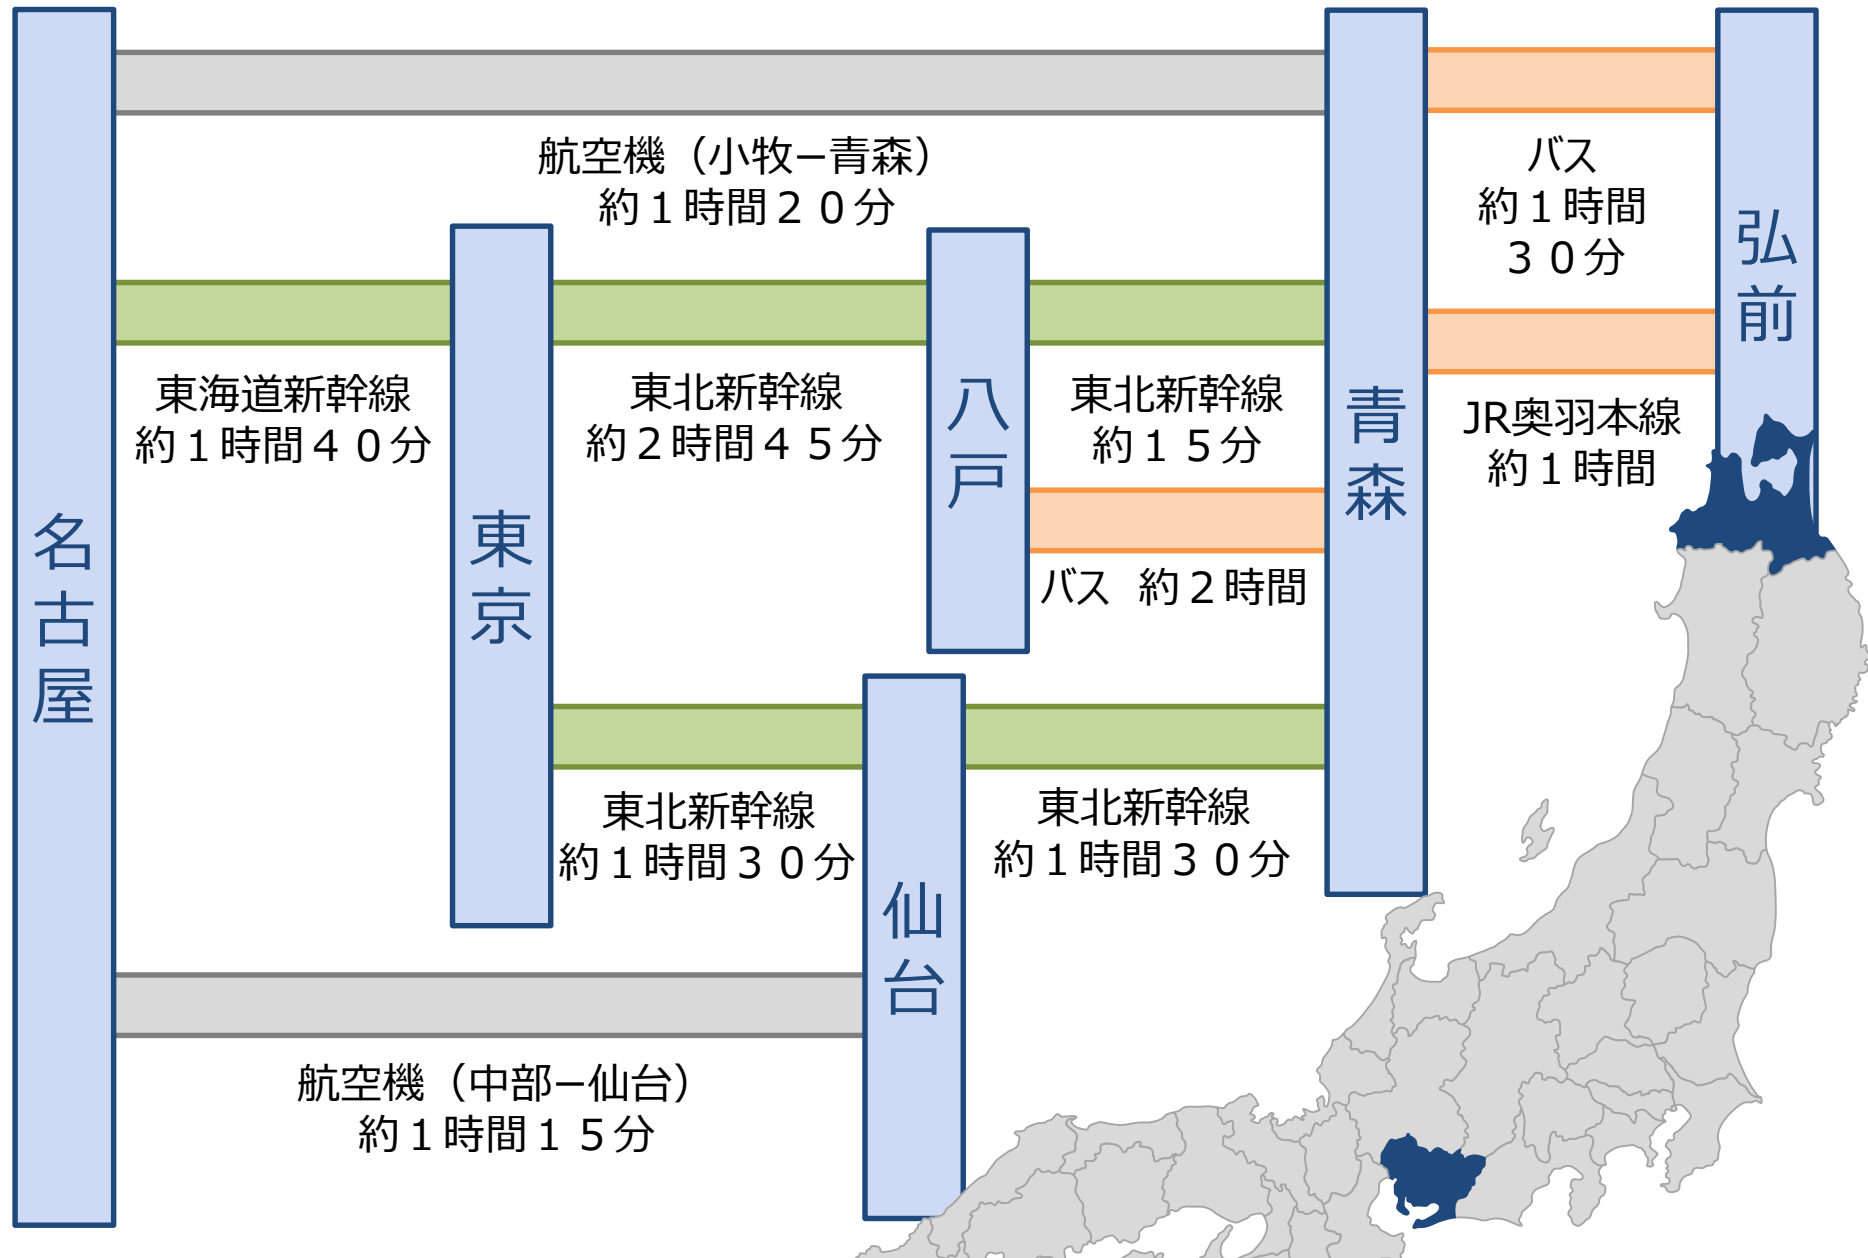 名古屋
東京
八戸
仙台
青森
弘前
航空機（小牧−青森）
約１時間２０分
バス
約１時間
３０分
東海道新幹線
約１時間４０分
東北新幹線
約２時間４５分
東北新幹線
約１５分
JR奥羽本線
約１時間
バス 約２時間
東北新幹線
約１時間３０分
東北新幹線
約１時間３０分
航空機（中部−仙台）
約１時間１５分